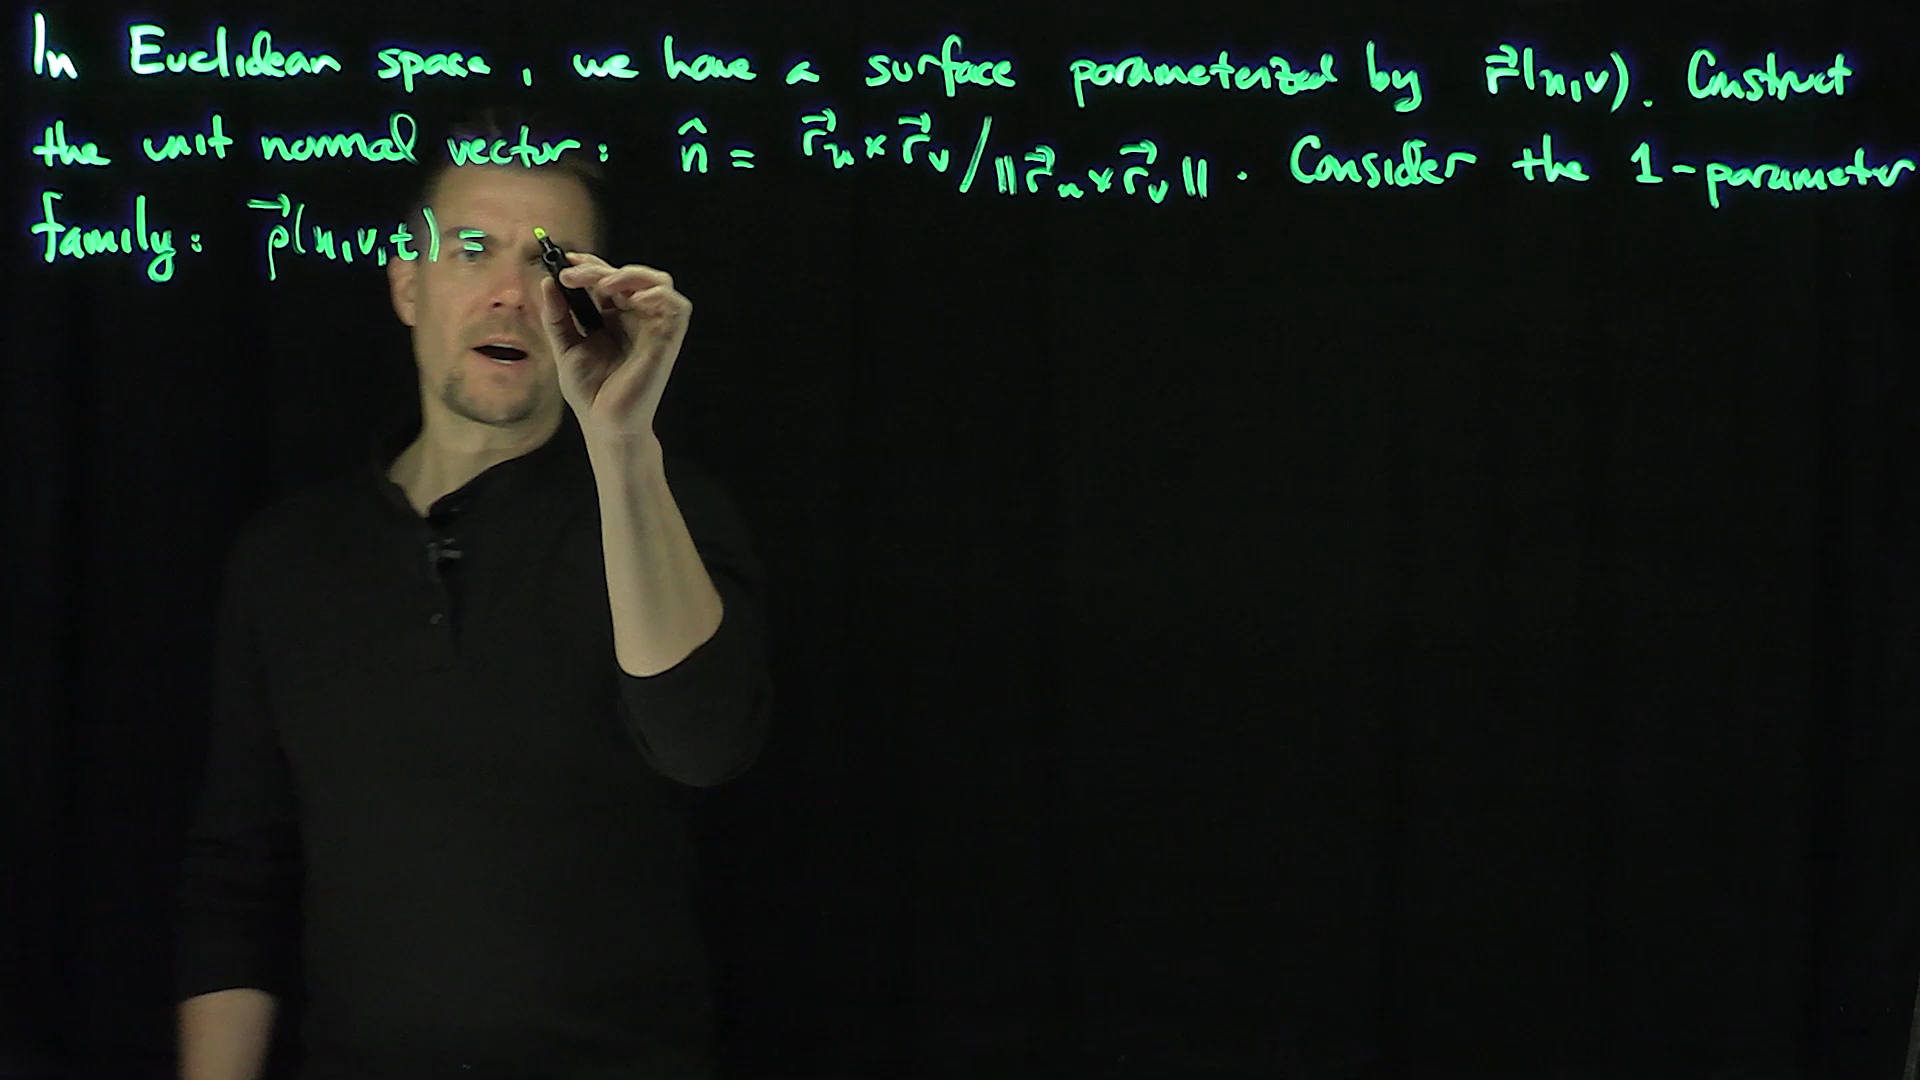 In Euclidean space, we have a surface parameterized by r⃗(u,v). Construct
the unit normal vector: n̂ = r⃗ᵤ × r⃗ᵥ / ‖r⃗ᵤ × r⃗ᵥ‖. Consider the 1-parameter
family: ρ⃗(u,v,t) =